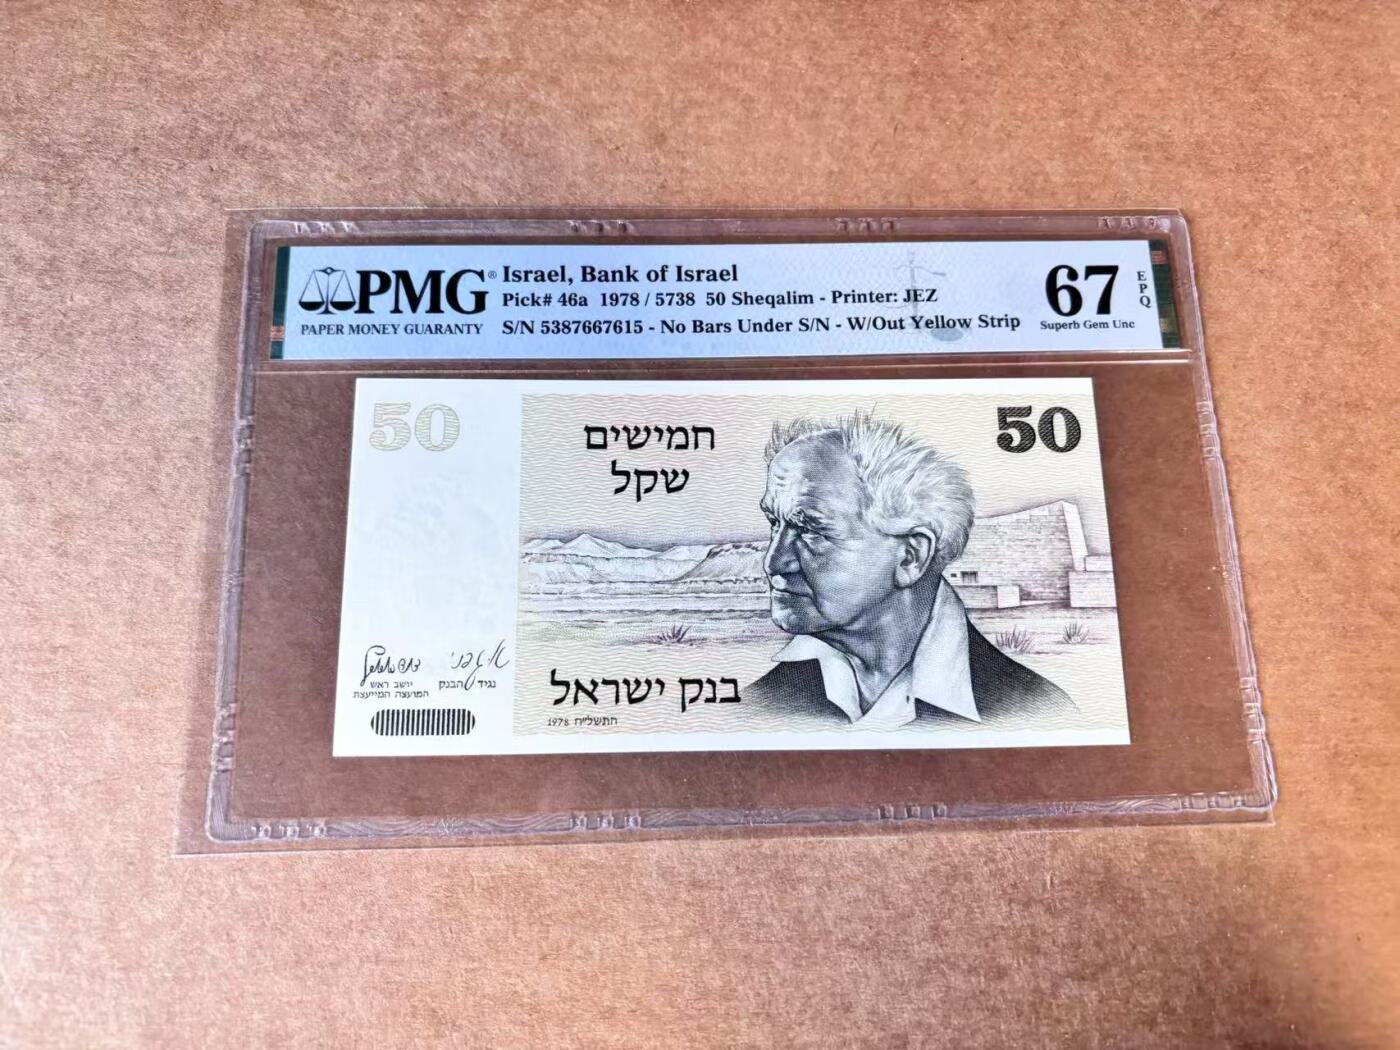 PMG®
PAPER MONEY GUARANTY
Israel, Bank of Israel
Pick# 46a 1978 / 5738 50 Sheqalim - Printer: JEZ
S/N 5387667615 - No Bars Under S/N - W/Out Yellow Strip
67
Superb Gem Unc
EPQ
50
חמישים
שקל
50
נגיד הבנק
יושב ראש
המועצה המייעצת
בנק ישראל
התשל״ח 1978